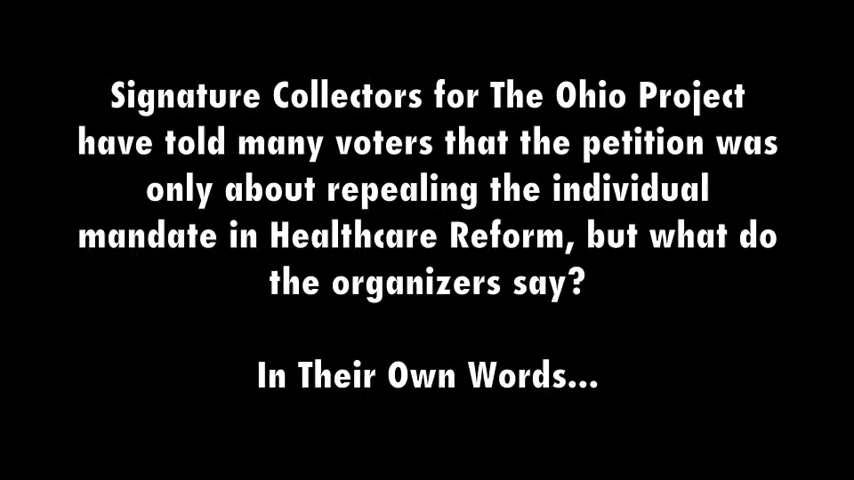 Signature Collectors for The Ohio Project
have told many voters that the petition was
only about repealing the individual
mandate in Healthcare Reform, but what do
the organizers say?
In Their Own Words...